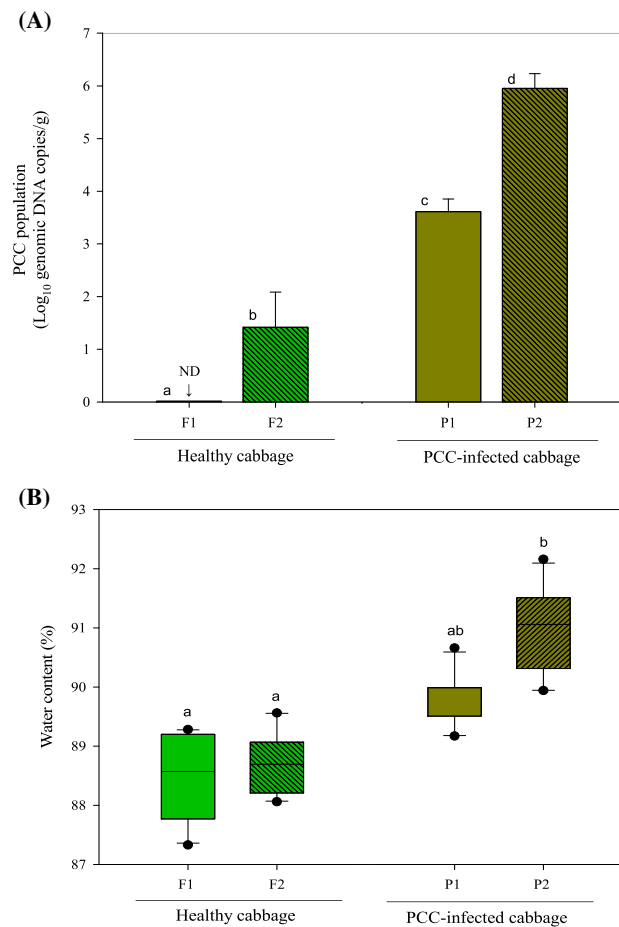 (A)
PCC population
(Log₁₀ genomic DNA copies/g)
7
6
5
4
3
2
1
0
a
ND
↓
b
c
d
F1 F2 P1 P2
Healthy cabbage PCC-infected cabbage
(B)
Water content (%)
93
92
91
90
89
88
87
a
a
ab
b
F1 F2 P1 P2
Healthy cabbage PCC-infected cabbage